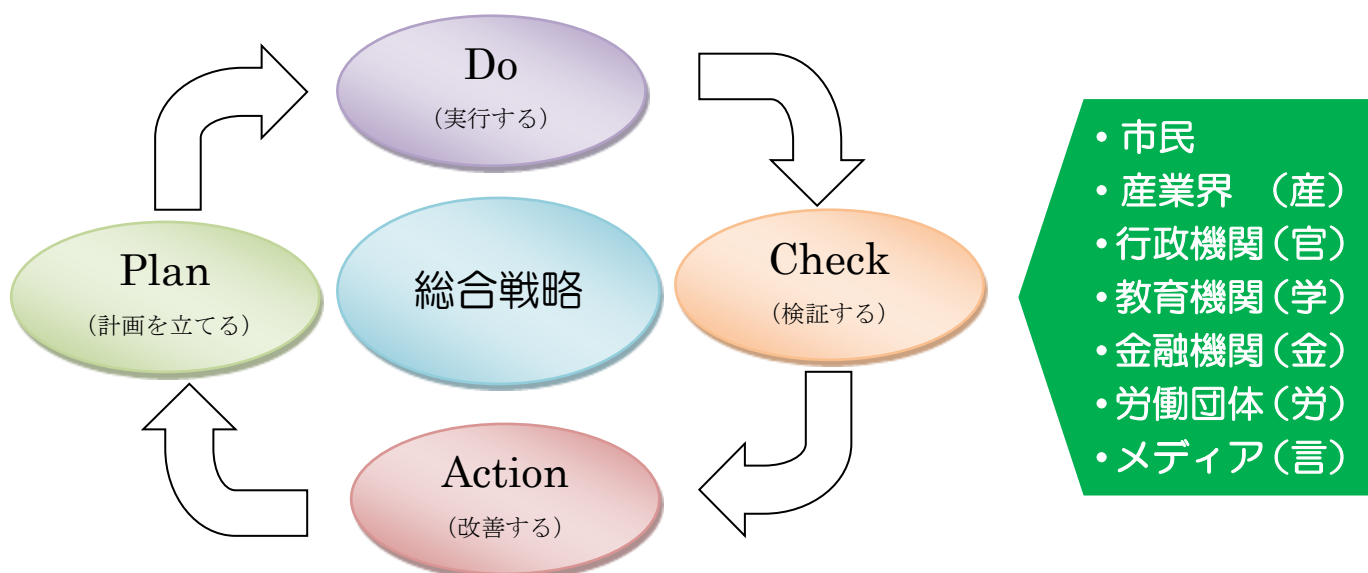 Do
（実行する）
Plan
（計画を立てる）
総合戦略
Check
（検証する）
Action
（改善する）
・市民
・産業界　（産）
・行政機関（官）
・教育機関（学）
・金融機関（金）
・労働団体（労）
・メディア（言）